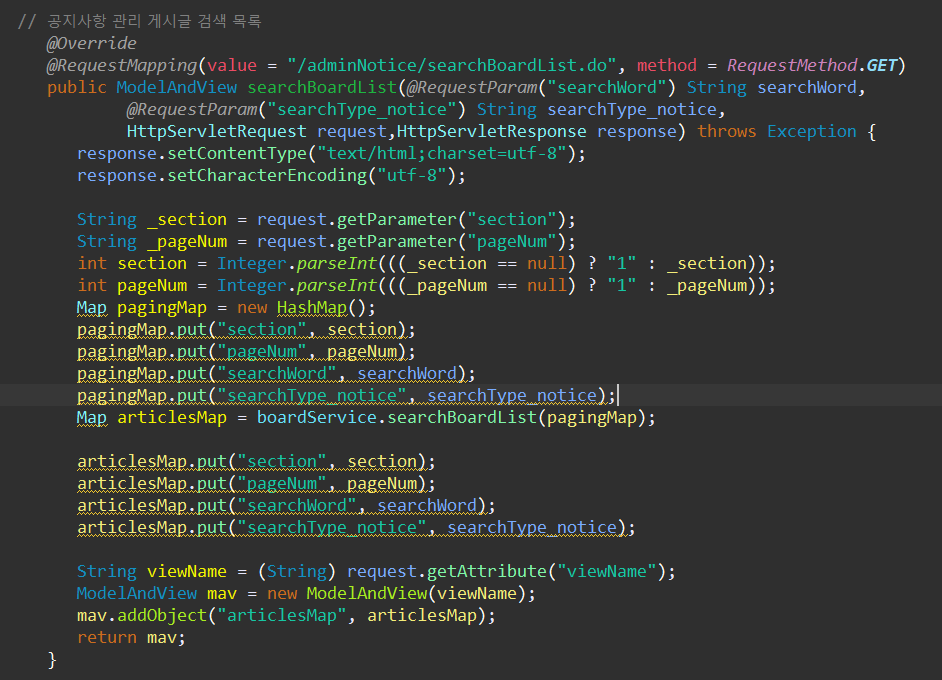 // 공지사항 관리 게시글 검색 목록
@Override
@RequestMapping(value = "/adminNotice/searchBoardList.do", method = RequestMethod.GET)
public ModelAndView searchBoardList(@RequestParam("searchWord") String searchWord,
@RequestParam("searchType_notice") String searchType_notice,
HttpServletRequest request,HttpServletResponse response) throws Exception {
response.setContentType("text/html;charset=utf-8");
response.setCharacterEncoding("utf-8");
String _section = request.getParameter("section");
String _pageNum = request.getParameter("pageNum");
int section = Integer.parseInt(((_section == null) ? "1" : _section));
int pageNum = Integer.parseInt(((_pageNum == null) ? "1" : _pageNum));
Map pagingMap = new HashMap();
pagingMap.put("section", section);
pagingMap.put("pageNum", pageNum);
pagingMap.put("searchWord", searchWord);
pagingMap.put("searchType_notice", searchType_notice);
Map articlesMap = boardService.searchBoardList(pagingMap);
articlesMap.put("section", section);
articlesMap.put("pageNum", pageNum);
articlesMap.put("searchWord", searchWord);
articlesMap.put("searchType_notice", searchType_notice);
String viewName = (String) request.getAttribute("viewName");
ModelAndView mav = new ModelAndView(viewName);
mav.addObject("articlesMap", articlesMap);
return mav;
}